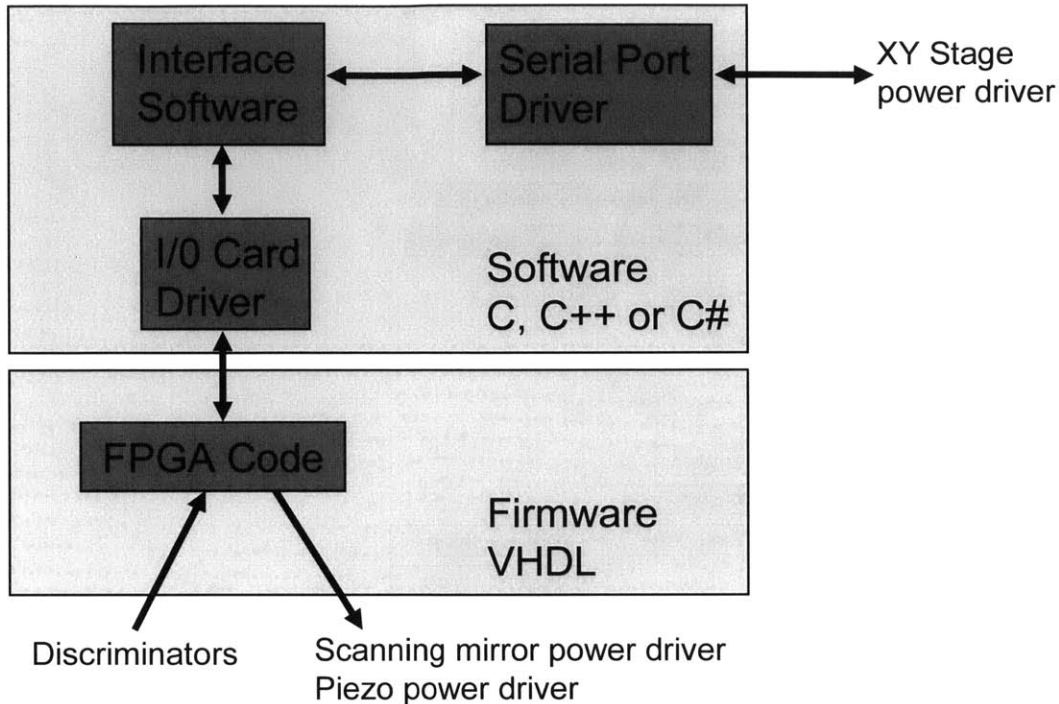 Interface
Software
Serial Port
Driver
XY Stage
power driver
I/0 Card
Driver
Software
C, C++ or C#
FPGA Code
Firmware
VHDL
Discriminators
Scanning mirror power driver
Piezo power driver